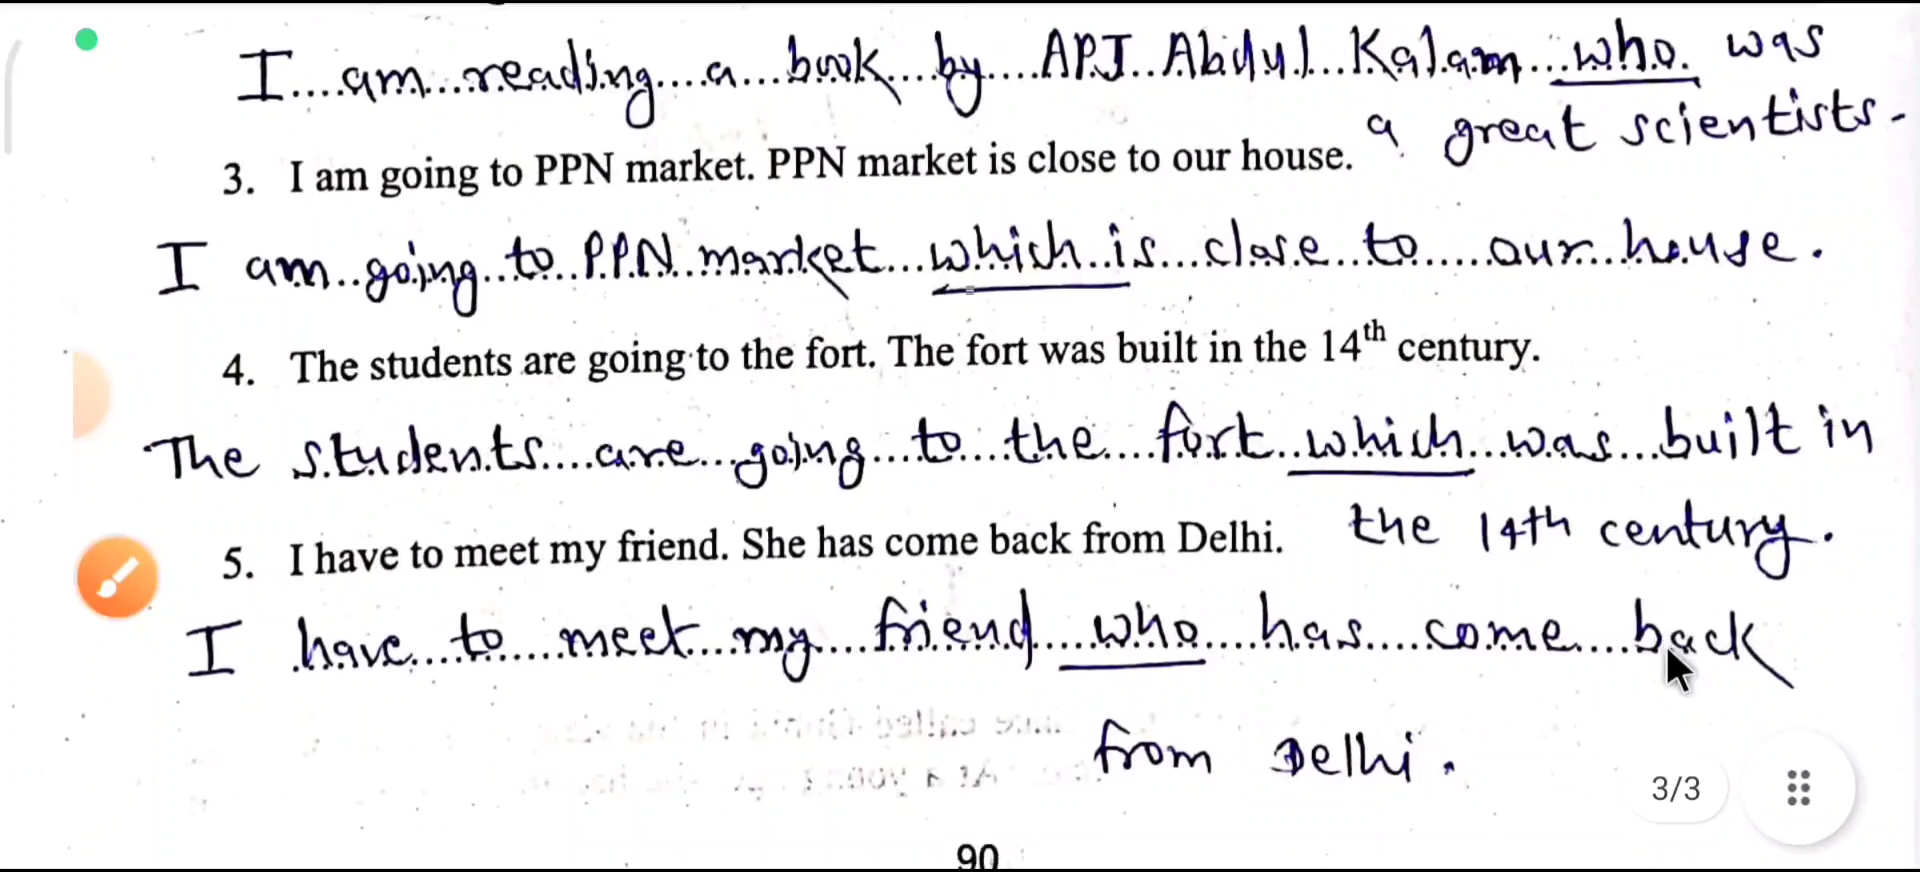 I am reading a book by APJ Abdul Kalam who was
a great scientists.
3. I am going to PPN market. PPN market is close to our house.
I am going to PPN market which is close to our house.
4. The students are going to the fort. The fort was built in the 14th century.
The students are going to the fort which was built in
the 14th century.
5. I have to meet my friend. She has come back from Delhi.
I have to meet my friend who has come back
from Delhi.
3/3
90